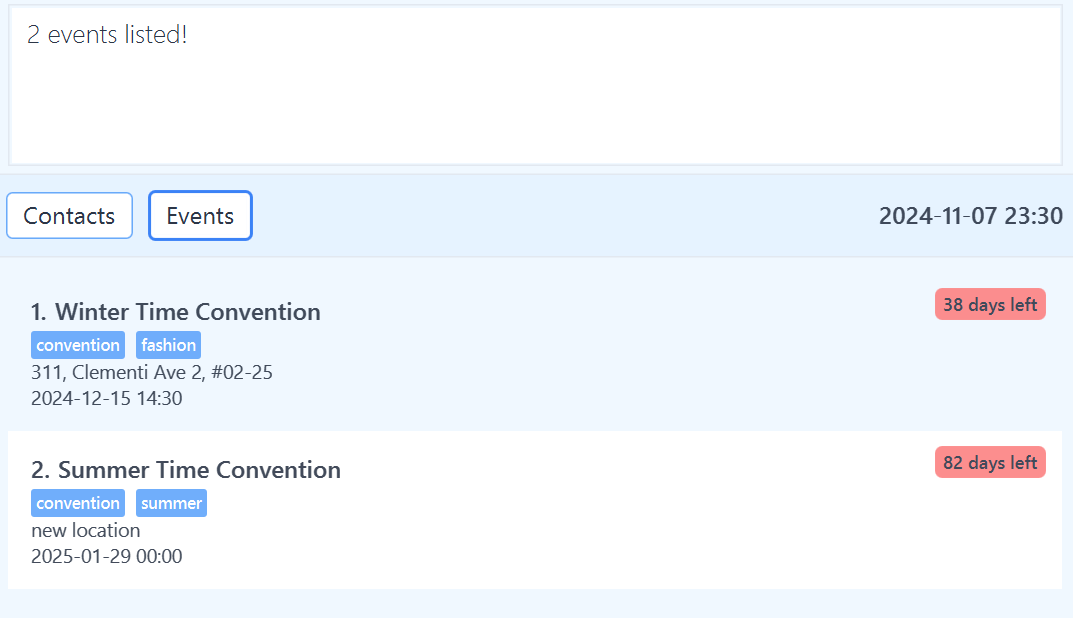 2 events listed!
Contacts Events 2024-11-07 23:30
1. Winter Time Convention 38 days left
convention fashion
311, Clementi Ave 2, #02-25
2024-12-15 14:30
2. Summer Time Convention 82 days left
convention summer
new location
2025-01-29 00:00